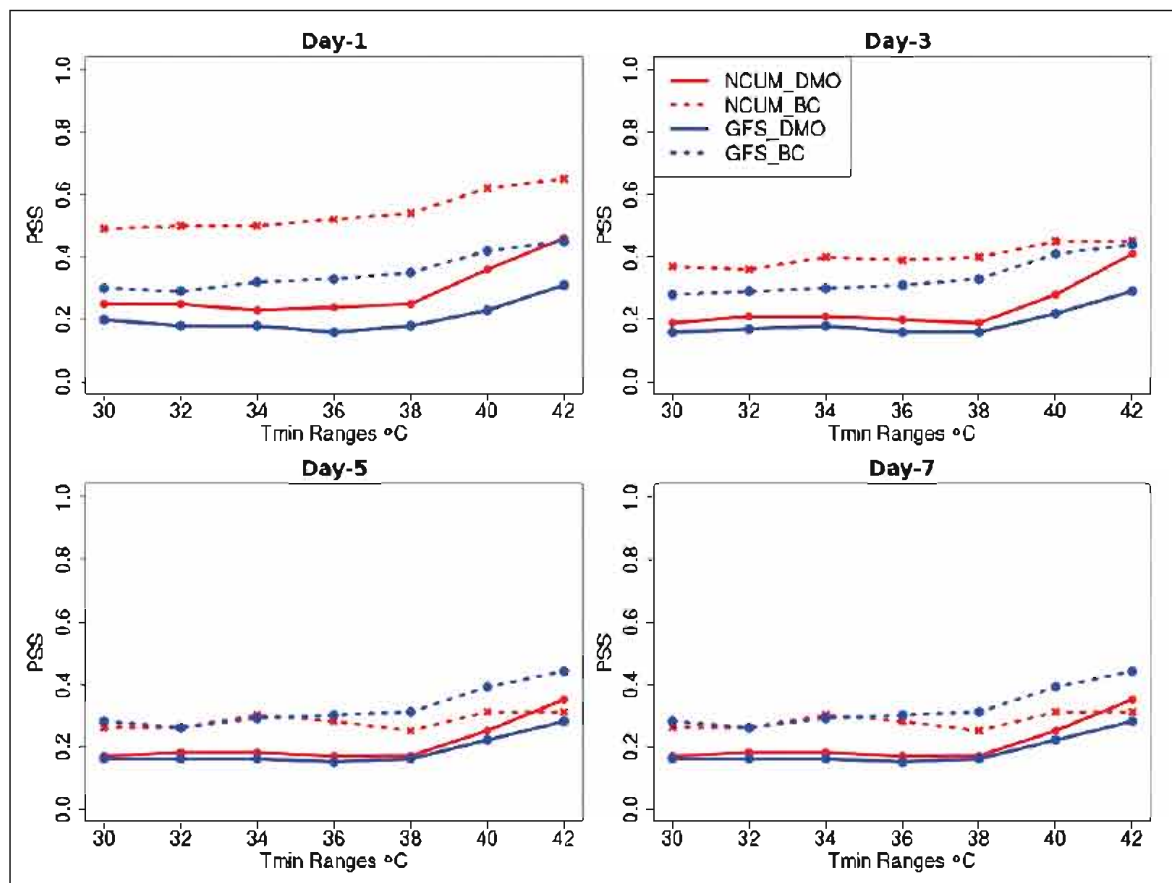 Day-1
PSS
0.0 0.2 0.4 0.6 0.8 1.0
30 32 34 36 38 40 42
Tmin Ranges °C
Day-3
NCUM_DMO
NCUM_BC
GFS_DMO
GFS_BC
PSS
0.0 0.2 0.4 0.6 0.8 1.0
30 32 34 36 38 40 42
Tmin Ranges °C
Day-5
PSS
0.0 0.2 0.4 0.6 0.8 1.0
30 32 34 36 38 40 42
Tmin Ranges °C
Day-7
PSS
0.0 0.2 0.4 0.6 0.8 1.0
30 32 34 36 38 40 42
Tmin Ranges °C